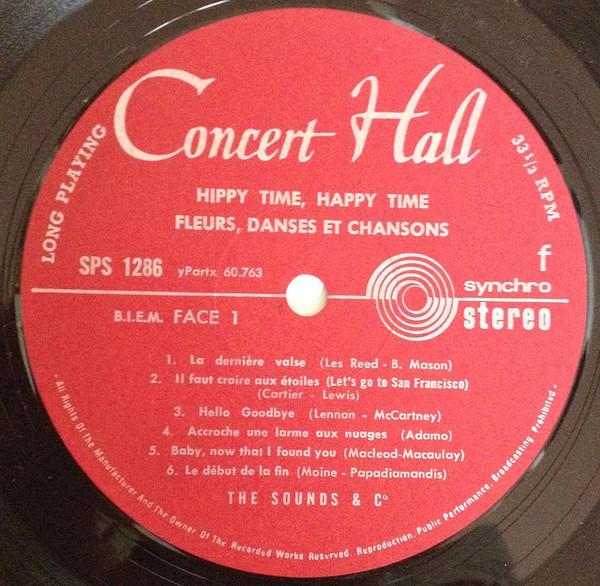 Concert Hall
LONG PLAYING
33 1/3 RPM
HIPPY TIME, HAPPY TIME
FLEURS, DANSES ET CHANSONS
f
SPS 1286 yPartx 60.763
synchro
stereo
B.I.E.M. FACE 1
1. La dernière valse (Les Reed - B. Mason)
2. Il faut croire aux étoiles (Let's go to San Francisco)
(Cartier - Lewis)
3. Hello Goodbye (Lennon - McCartney)
4. Accroche une larme aux nuages (Adamo)
5. Baby, now that I found you (Macleod-Macaulay)
6. Le début de la fin (Moine - Papadiamandis)
THE SOUNDS & Cº
• All Rights Of The Manufacturer And The Owner Of The Recorded Works Reserved. Reproduction, Public Performance, Broadcasting Prohibited •